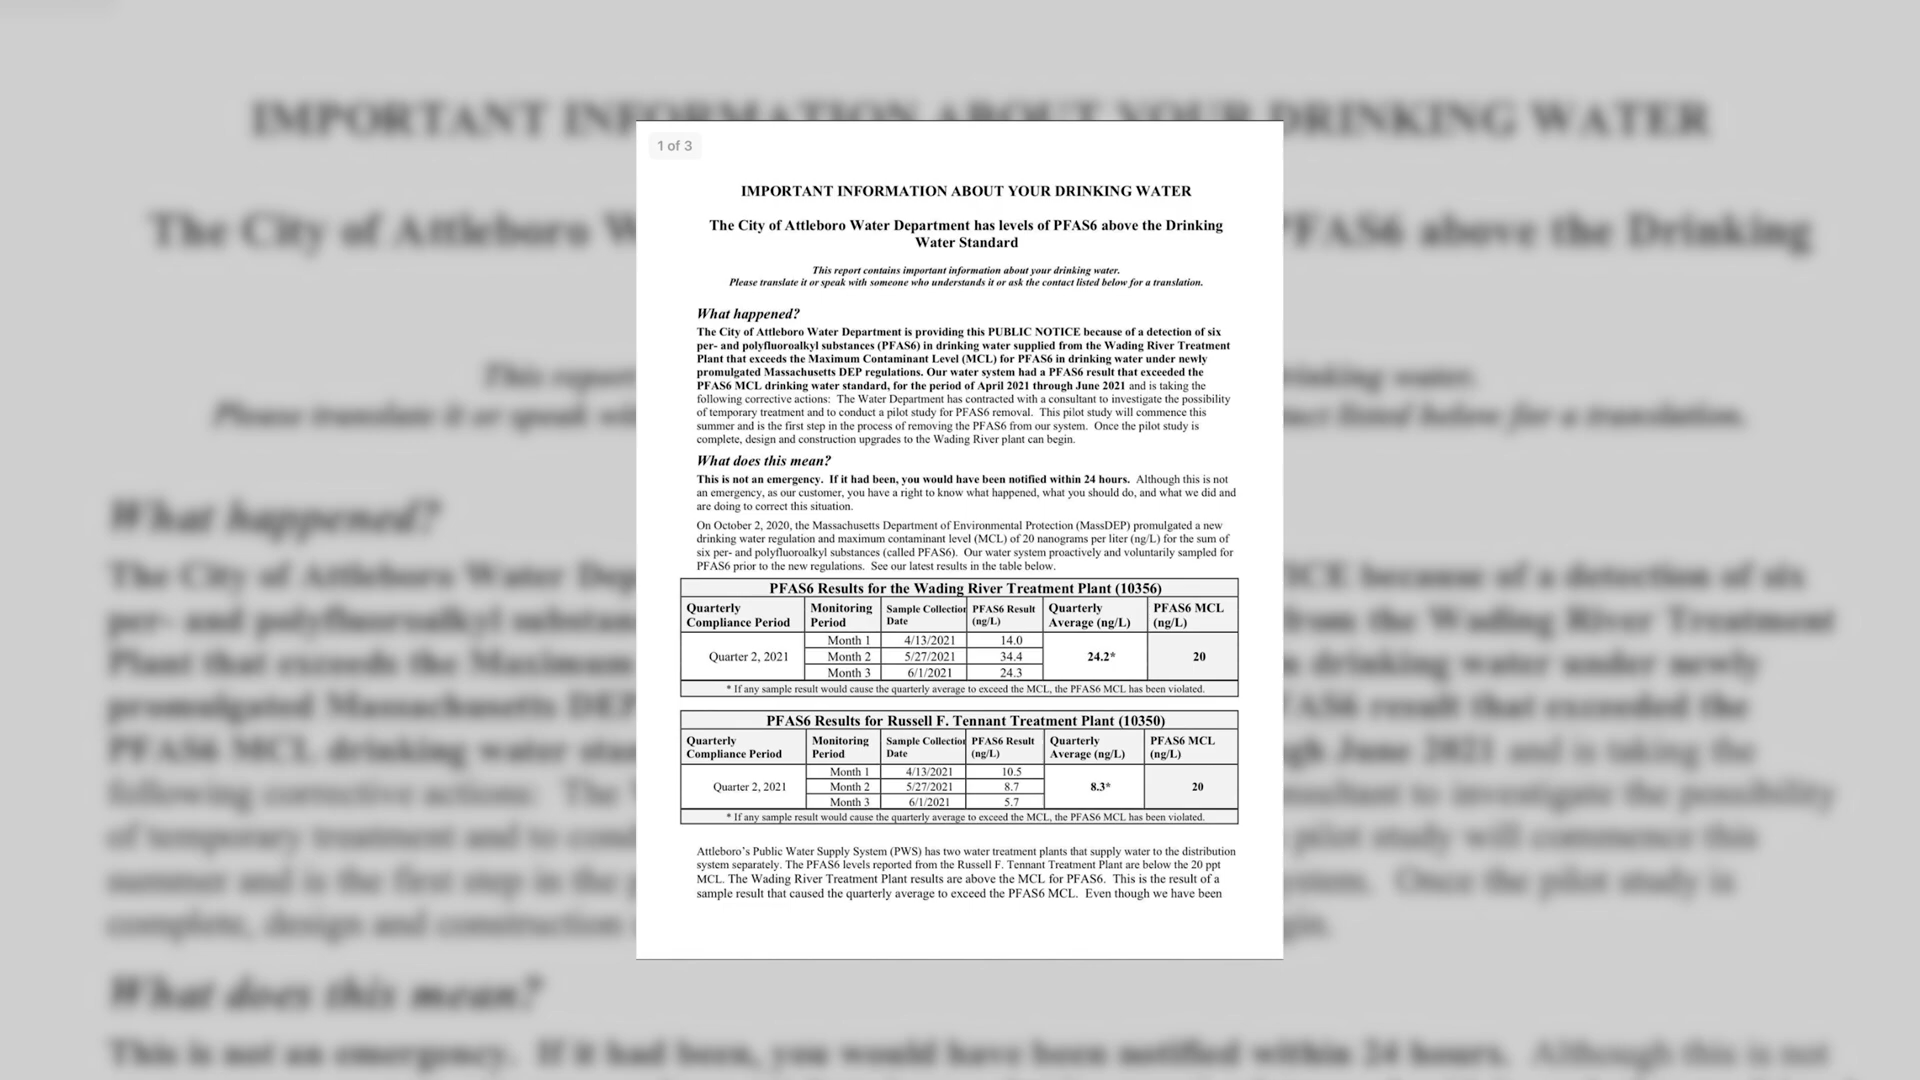 1 of 3
IMPORTANT INFORMATION ABOUT YOUR DRINKING WATER
The City of Attleboro Water Department has levels of PFAS6 above the Drinking
Water Standard
This report contains important information about your drinking water.
Please translate it or speak with someone who understands it or ask the contact listed below for a translation.
What happened?
The City of Attleboro Water Department is providing this PUBLIC NOTICE because of a detection of six
per- and polyfluoroalkyl substances (PFAS6) in drinking water supplied from the Wading River Treatment
Plant that exceeds the Maximum Contaminant Level (MCL) for PFAS6 in drinking water under newly
promulgated Massachusetts DEP regulations. Our water system had a PFAS6 result that exceeded the
PFAS6 MCL drinking water standard, for the period of April 2021 through June 2021 and is taking the
following corrective actions: The Water Department has contracted with a consultant to investigate the possibility
of temporary treatment and to conduct a pilot study for PFAS6 removal. This pilot study will commence this
summer and is the first step in the process of removing the PFAS6 from our system. Once the pilot study is
complete, design and construction upgrades to the Wading River plant can begin.
What does this mean?
This is not an emergency. If it had been, you would have been notified within 24 hours. Although this is not
an emergency, as our customer, you have a right to know what happened, what you should do, and what we did and
are doing to correct this situation.
On October 2, 2020, the Massachusetts Department of Environmental Protection (MassDEP) promulgated a new
drinking water regulation and maximum contaminant level (MCL) of 20 nanograms per liter (ng/L) for the sum of
six per- and polyfluoroalkyl substances (called PFAS6). Our water system proactively and voluntarily sampled for
PFAS6 prior to the new regulations. See our latest results in the table below.
PFAS6 Results for the Wading River Treatment Plant (10356)
Quarterly Monitoring Sample Collection PFAS6 Result Quarterly PFAS6 MCL
Compliance Period Period Date (ng/L) Average (ng/L) (ng/L)
Month 1 4/13/2021 14.0
Quarter 2, 2021 Month 2 5/27/2021 34.4 24.2* 20
Month 3 6/1/2021 24.3
* If any sample result would cause the quarterly average to exceed the MCL, the PFAS6 MCL has been violated.
PFAS6 Results for Russell F. Tennant Treatment Plant (10350)
Quarterly Monitoring Sample Collection PFAS6 Result Quarterly PFAS6 MCL
Compliance Period Period Date (ng/L) Average (ng/L) (ng/L)
Month 1 4/13/2021 10.5
Quarter 2, 2021 Month 2 5/27/2021 8.7 8.3* 20
Month 3 6/1/2021 5.7
* If any sample result would cause the quarterly average to exceed the MCL, the PFAS6 MCL has been violated.
Attleboro's Public Water Supply System (PWS) has two water treatment plants that supply water to the distribution
system separately. The PFAS6 levels reported from the Russell F. Tennant Treatment Plant are below the 20 ppt
MCL. The Wading River Treatment Plant results are above the MCL for PFAS6. This is the result of a
sample result that caused the quarterly average to exceed the PFAS6 MCL. Even though we have been